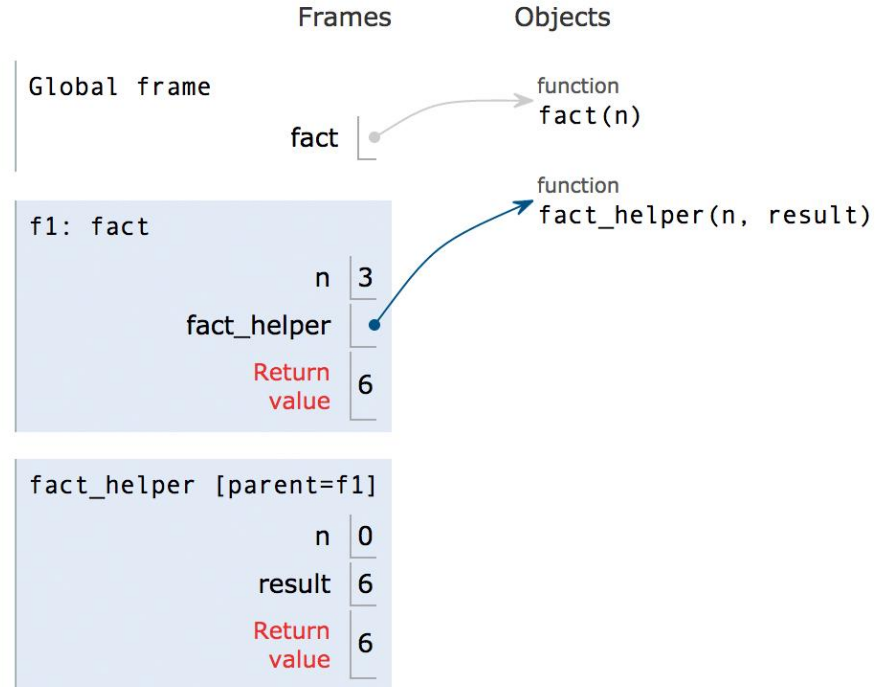 Frames Objects
Global frame
fact
function
fact(n)
function
fact_helper(n, result)
f1: fact
n 3
fact_helper
Return
value 6
fact_helper [parent=f1]
n 0
result 6
Return
value 6